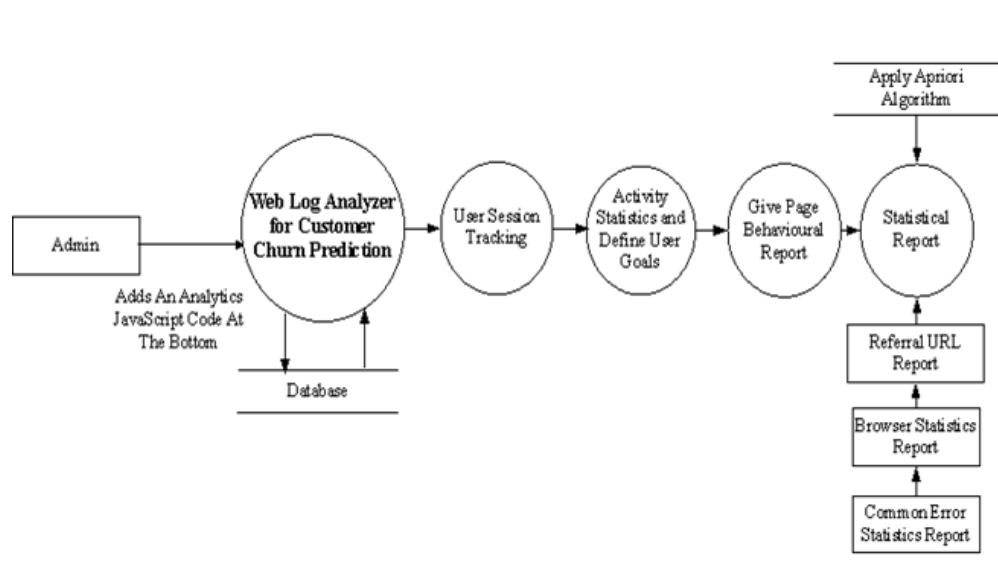 Apply Apriori
Algorithm
Admin
Adds An Analytics
JavaScript Code At
The Bottom
Web Log Analyzer
for Customer
Churn Prediction
Database
User Session
Tracking
Activity
Statistics and
Define User
Goals
Give Page
Behavioural
Report
Statistical
Report
Referral URL
Report
Browser Statistics
Report
Common Error
Statistics Report